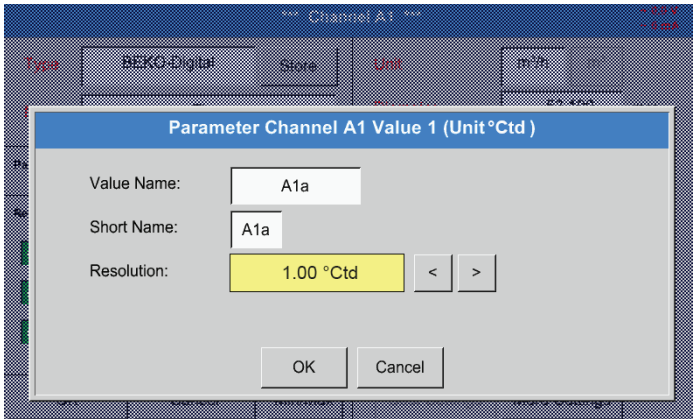 *** Channel A1 ***
Type BEKO-Digital Store Unit m³/h m³
Parameter Channel A1 Value 1 (Unit °Ctd )
Value Name: A1a
Short Name: A1a
Resolution: 1.00 °Ctd < >
OK Cancel